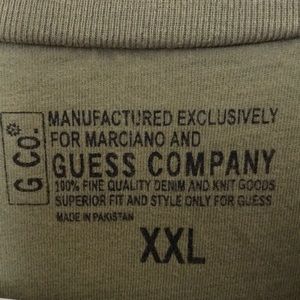 G CO.®
MANUFACTURED EXCLUSIVELY
FOR MARCIANO AND
GUESS COMPANY
100% FINE QUALITY DENIM AND KNIT GOODS
SUPERIOR FIT AND STYLE ONLY FOR GUESS
MADE IN PAKISTAN
XXL